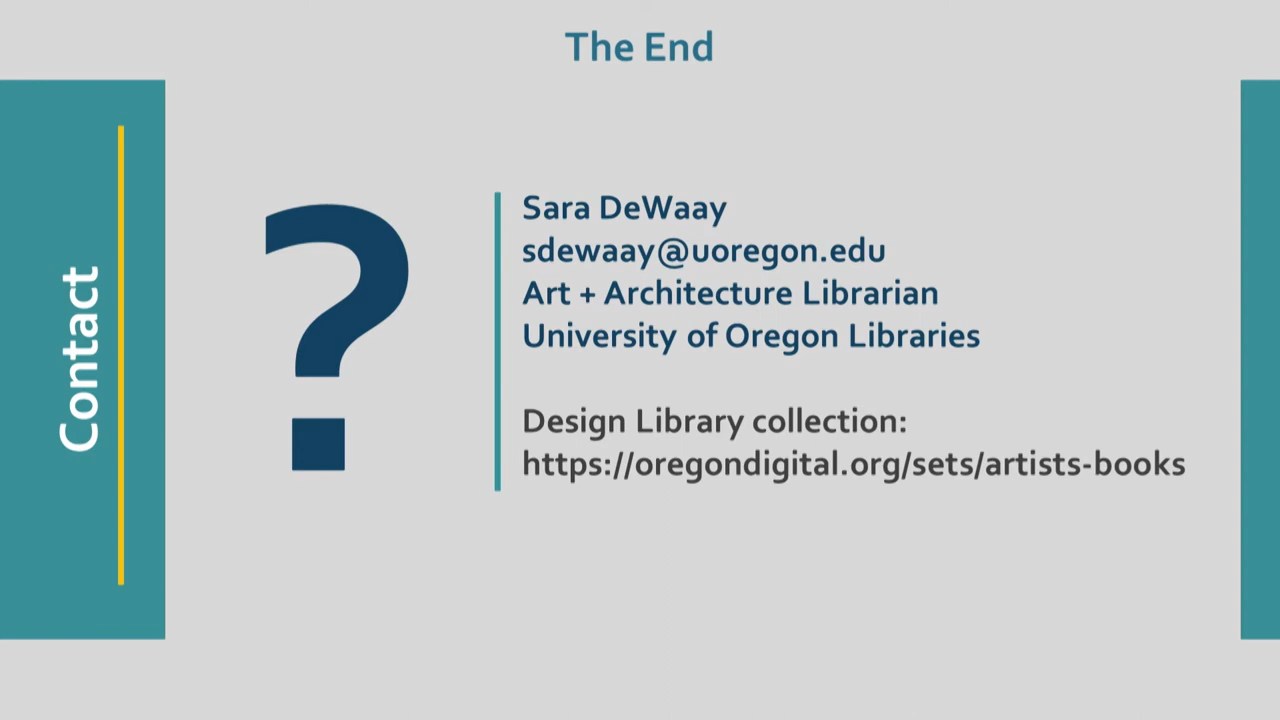 The End
Contact
?
Sara DeWaay
sdewaay@uoregon.edu
Art + Architecture Librarian
University of Oregon Libraries
Design Library collection:
https://oregondigital.org/sets/artists-books